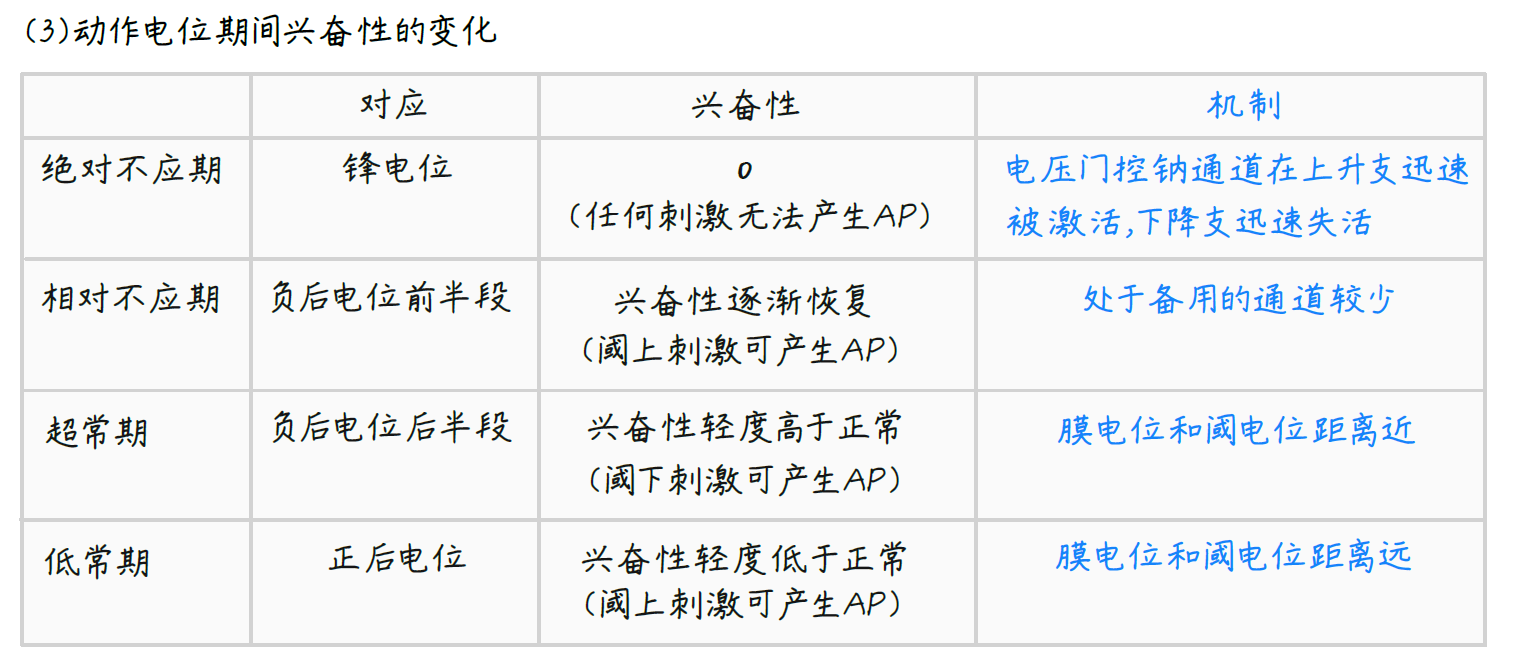 (3)动作电位期间兴奋性的变化
对应 兴奋性 机制
绝对不应期 锋电位 0 电压门控钠通道在上升支迅速
(任何刺激无法产生AP) 被激活,下降支迅速失活
相对不应期 负后电位前半段 兴奋性逐渐恢复 处于备用的通道较少
(阈上刺激可产生AP)
超常期 负后电位后半段 兴奋性轻度高于正常 膜电位和阈电位距离近
(阈下刺激可产生AP)
低常期 正后电位 兴奋性轻度低于正常 膜电位和阈电位距离远
(阈上刺激可产生AP)